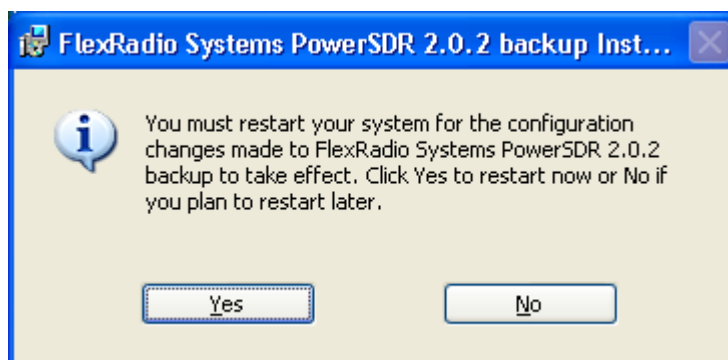 FlexRadio Systems PowerSDR 2.0.2 backup Inst...
You must restart your system for the configuration
changes made to FlexRadio Systems PowerSDR 2.0.2
backup to take effect. Click Yes to restart now or No if
you plan to restart later.
Yes
No